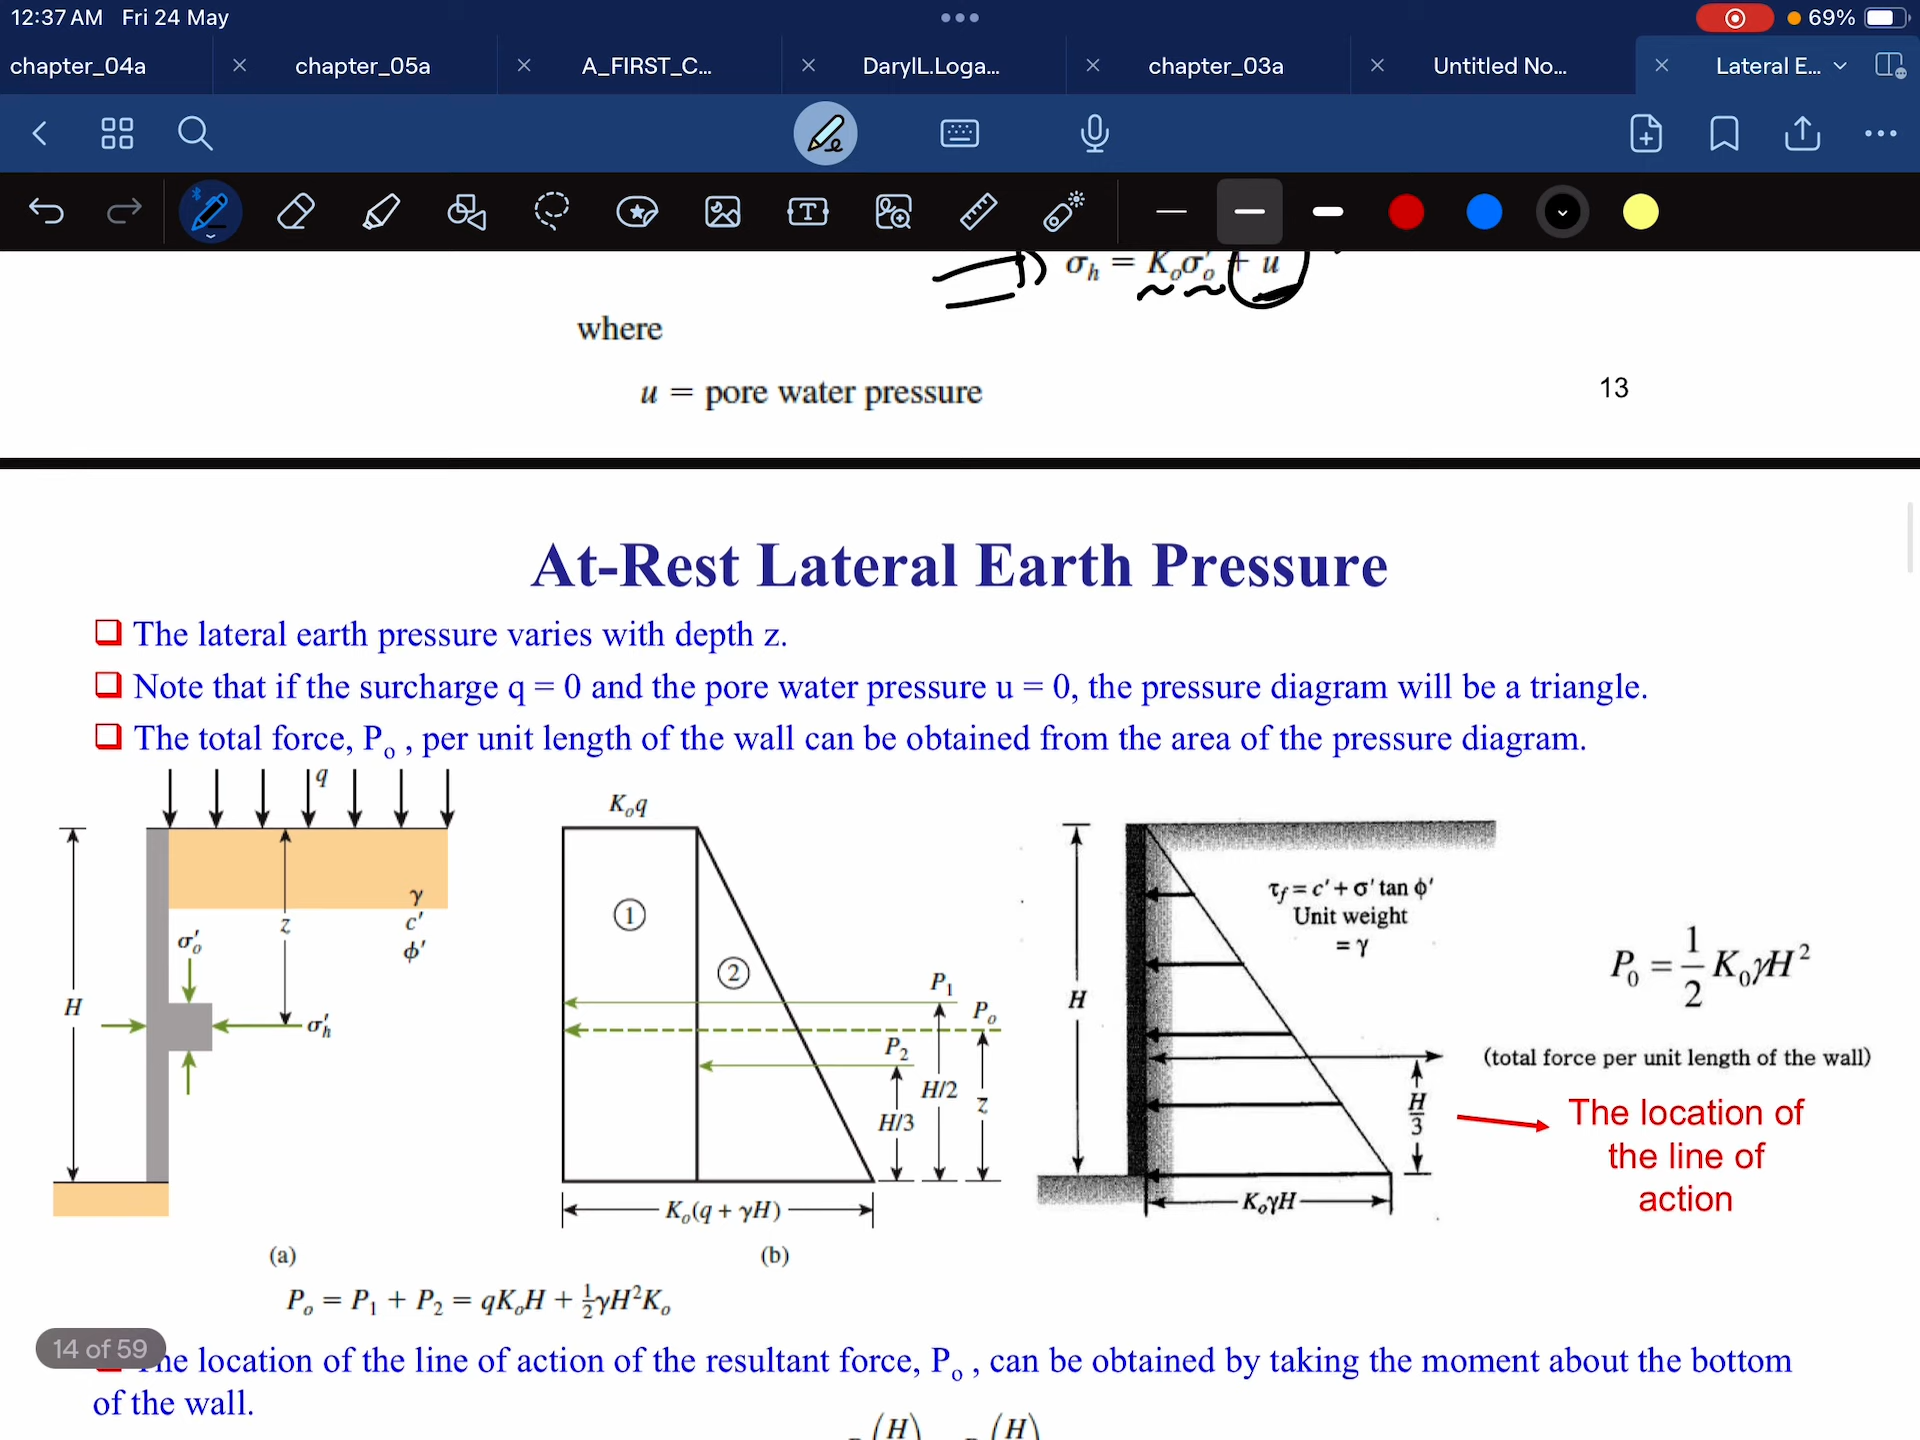 12:37 AM Fri 24 May
69%
chapter_04a
chapter_05a
A_FIRST_C...
DarylL.Loga...
chapter_03a
Untitled No...
Lateral E...
σh = Koσ'o + u
where
u = pore water pressure
13
At-Rest Lateral Earth Pressure
❑ The lateral earth pressure varies with depth z.
❑ Note that if the surcharge q = 0 and the pore water pressure u = 0, the pressure diagram will be a triangle.
❑ The total force, Po , per unit length of the wall can be obtained from the area of the pressure diagram.
q
H
z
γ
c'
ϕ'
σ'o
σ'h
(a)
Koq
1
2
P1
Po
P2
H/2
z
H/3
Ko(q + γH)
(b)
H
τf = c' + σ' tan ϕ'
Unit weight
= γ
H
3
KoγH
P0 = 1/2 K0γH²
(total force per unit length of the wall)
The location of
the line of
action
Po = P1 + P2 = qKoH + ½γH²Ko
14 of 59
he location of the line of action of the resultant force, Po , can be obtained by taking the moment about the bottom
of the wall.
(H) (H)